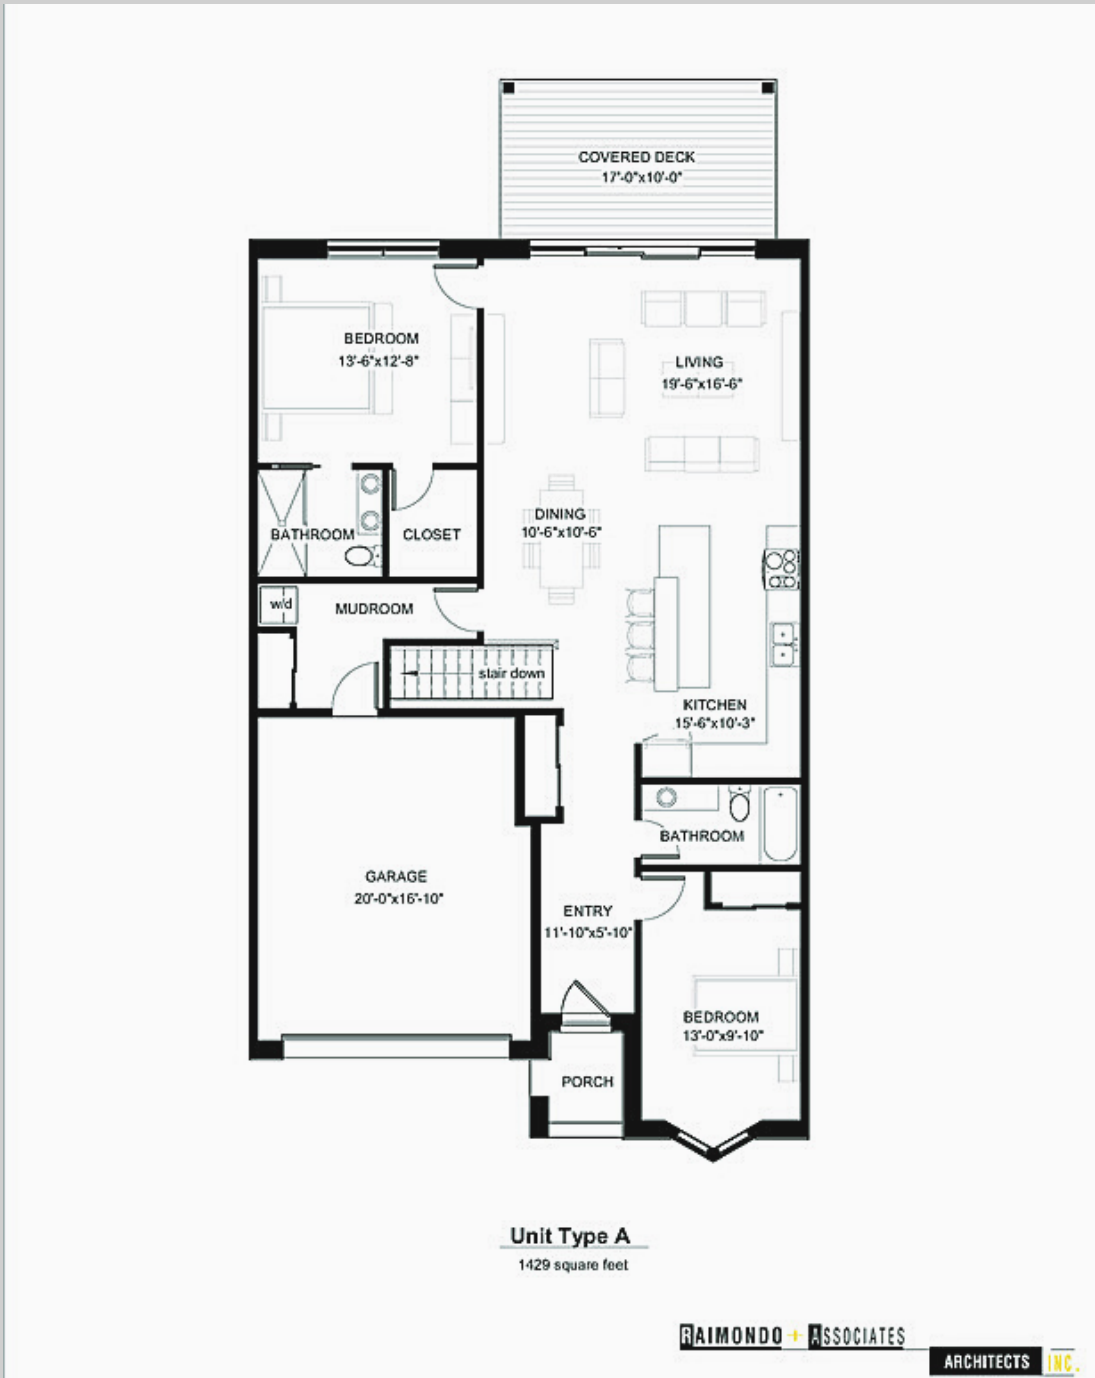 COVERED DECK
17'-0"x10'-0"
BEDROOM
13'-6"x12'-8"
LIVING
19'-6"x16'-6"
DINING
10'-6"x10'-6"
BATHROOM
CLOSET
w/d
MUDROOM
stair down
KITCHEN
15'-6"x10'-3"
BATHROOM
GARAGE
20'-0"x16'-10"
ENTRY
11'-10"x5'-10"
BEDROOM
13'-0"x9'-10"
PORCH
Unit Type A
1429 square feet
RAIMONDO + ASSOCIATES
ARCHITECTS INC.